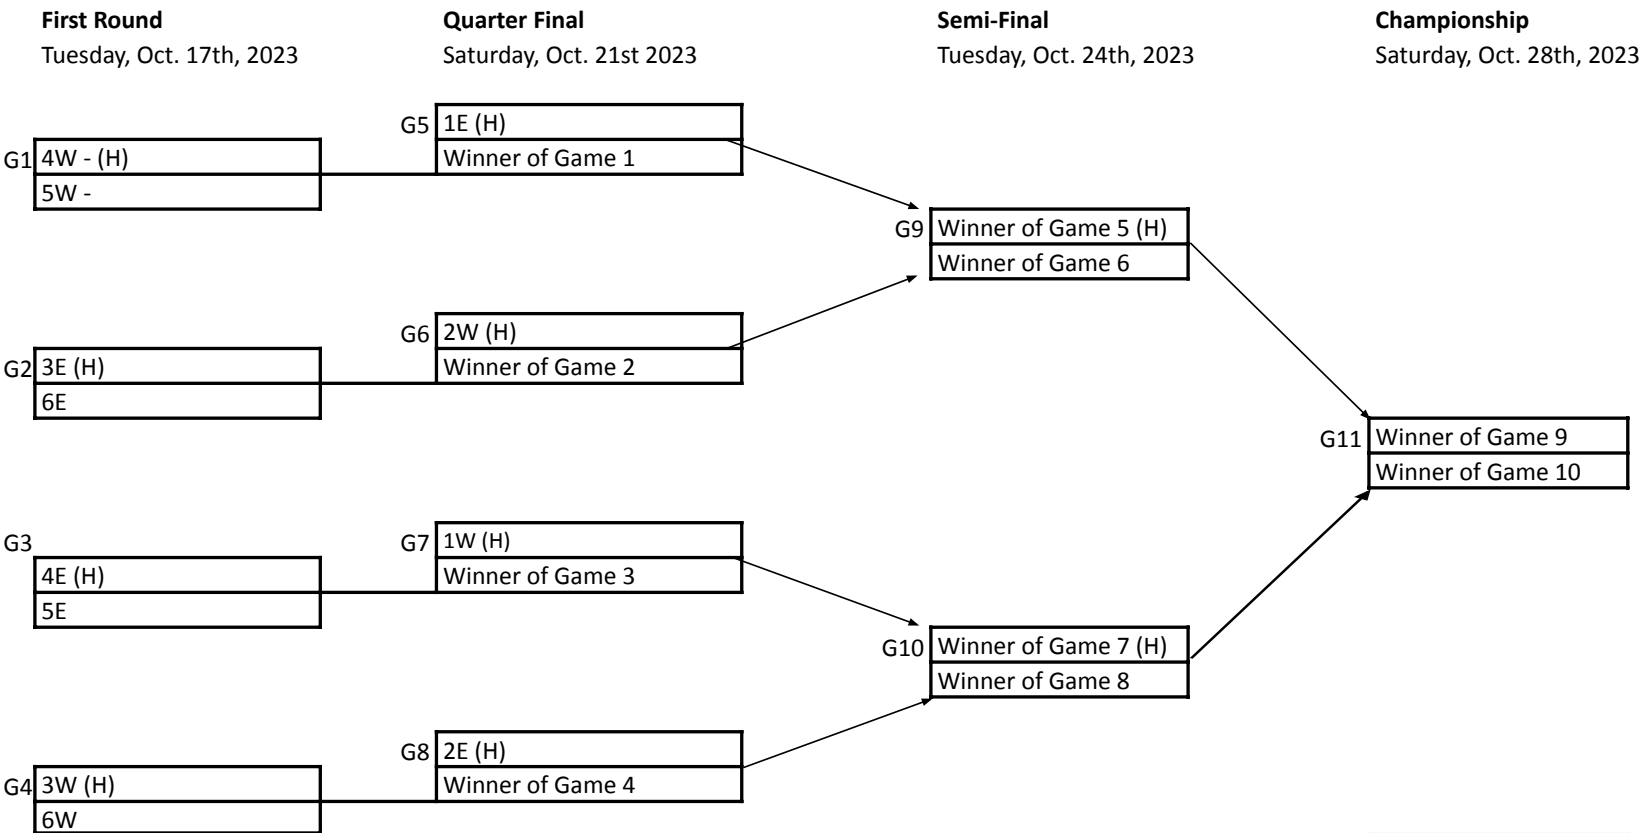 First Round
Tuesday, Oct. 17th, 2023
Quarter Final
Saturday, Oct. 21st 2023
Semi-Final
Tuesday, Oct. 24th, 2023
Championship
Saturday, Oct. 28th, 2023
G1
4W - (H)
5W -
G2
3E (H)
6E
G3
4E (H)
5E
G4
3W (H)
6W
G5
1E (H)
Winner of Game 1
G6
2W (H)
Winner of Game 2
G7
1W (H)
Winner of Game 3
G8
2E (H)
Winner of Game 4
G9
Winner of Game 5 (H)
Winner of Game 6
G10
Winner of Game 7 (H)
Winner of Game 8
G11
Winner of Game 9
Winner of Game 10